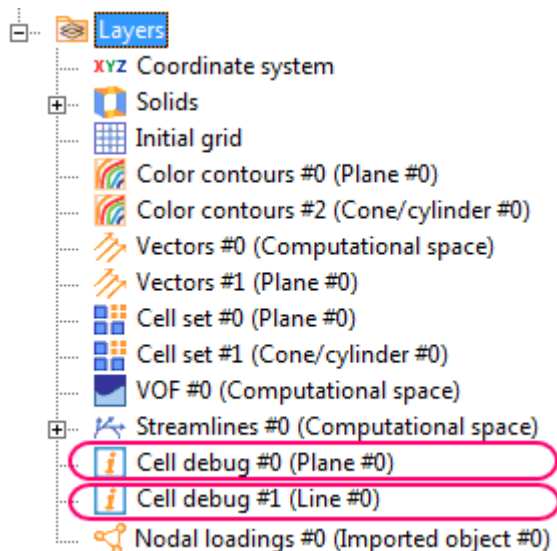 Layers
XYZ Coordinate system
Solids
Initial grid
Color contours #0 (Plane #0)
Color contours #2 (Cone/cylinder #0)
Vectors #0 (Computational space)
Vectors #1 (Plane #0)
Cell set #0 (Plane #0)
Cell set #1 (Cone/cylinder #0)
VOF #0 (Computational space)
Streamlines #0 (Computational space)
i Cell debug #0 (Plane #0)
i Cell debug #1 (Line #0)
Nodal loadings #0 (Imported object #0)